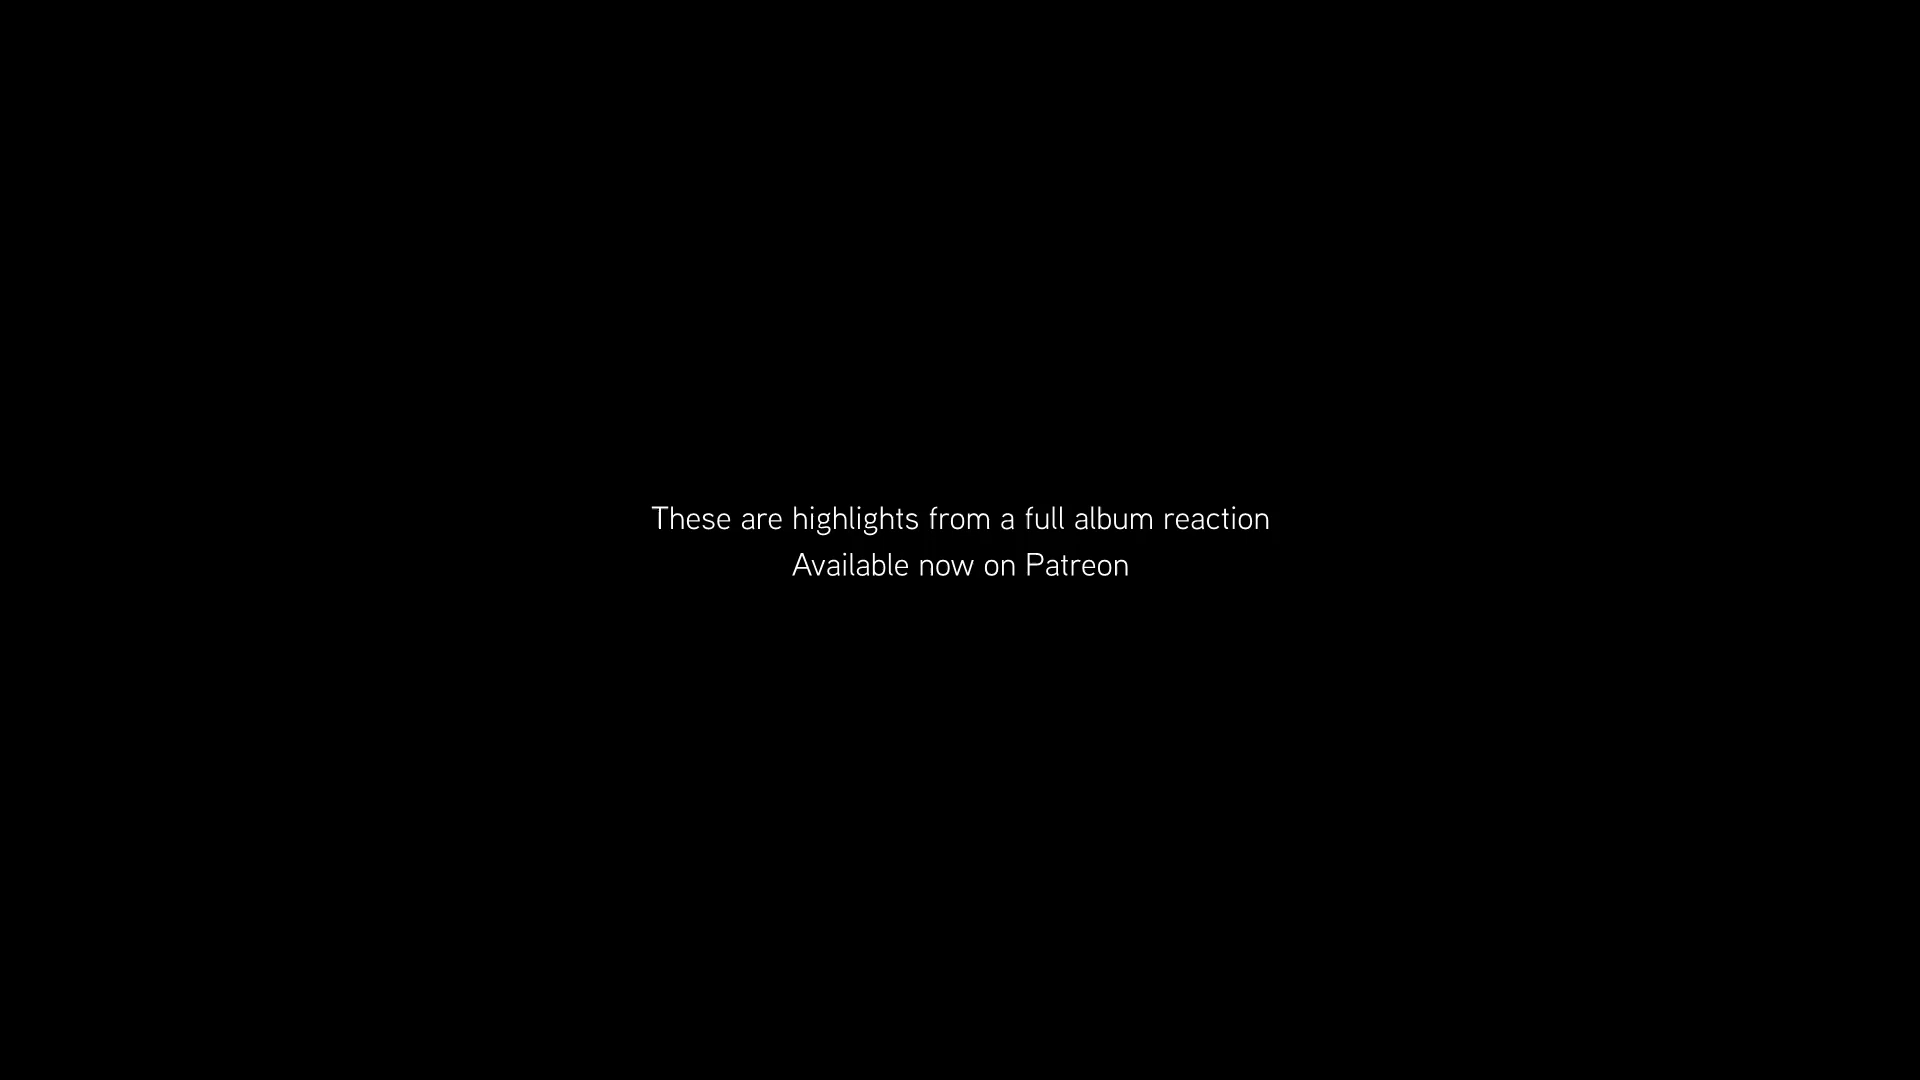 These are highlights from a full album reaction
Available now on Patreon